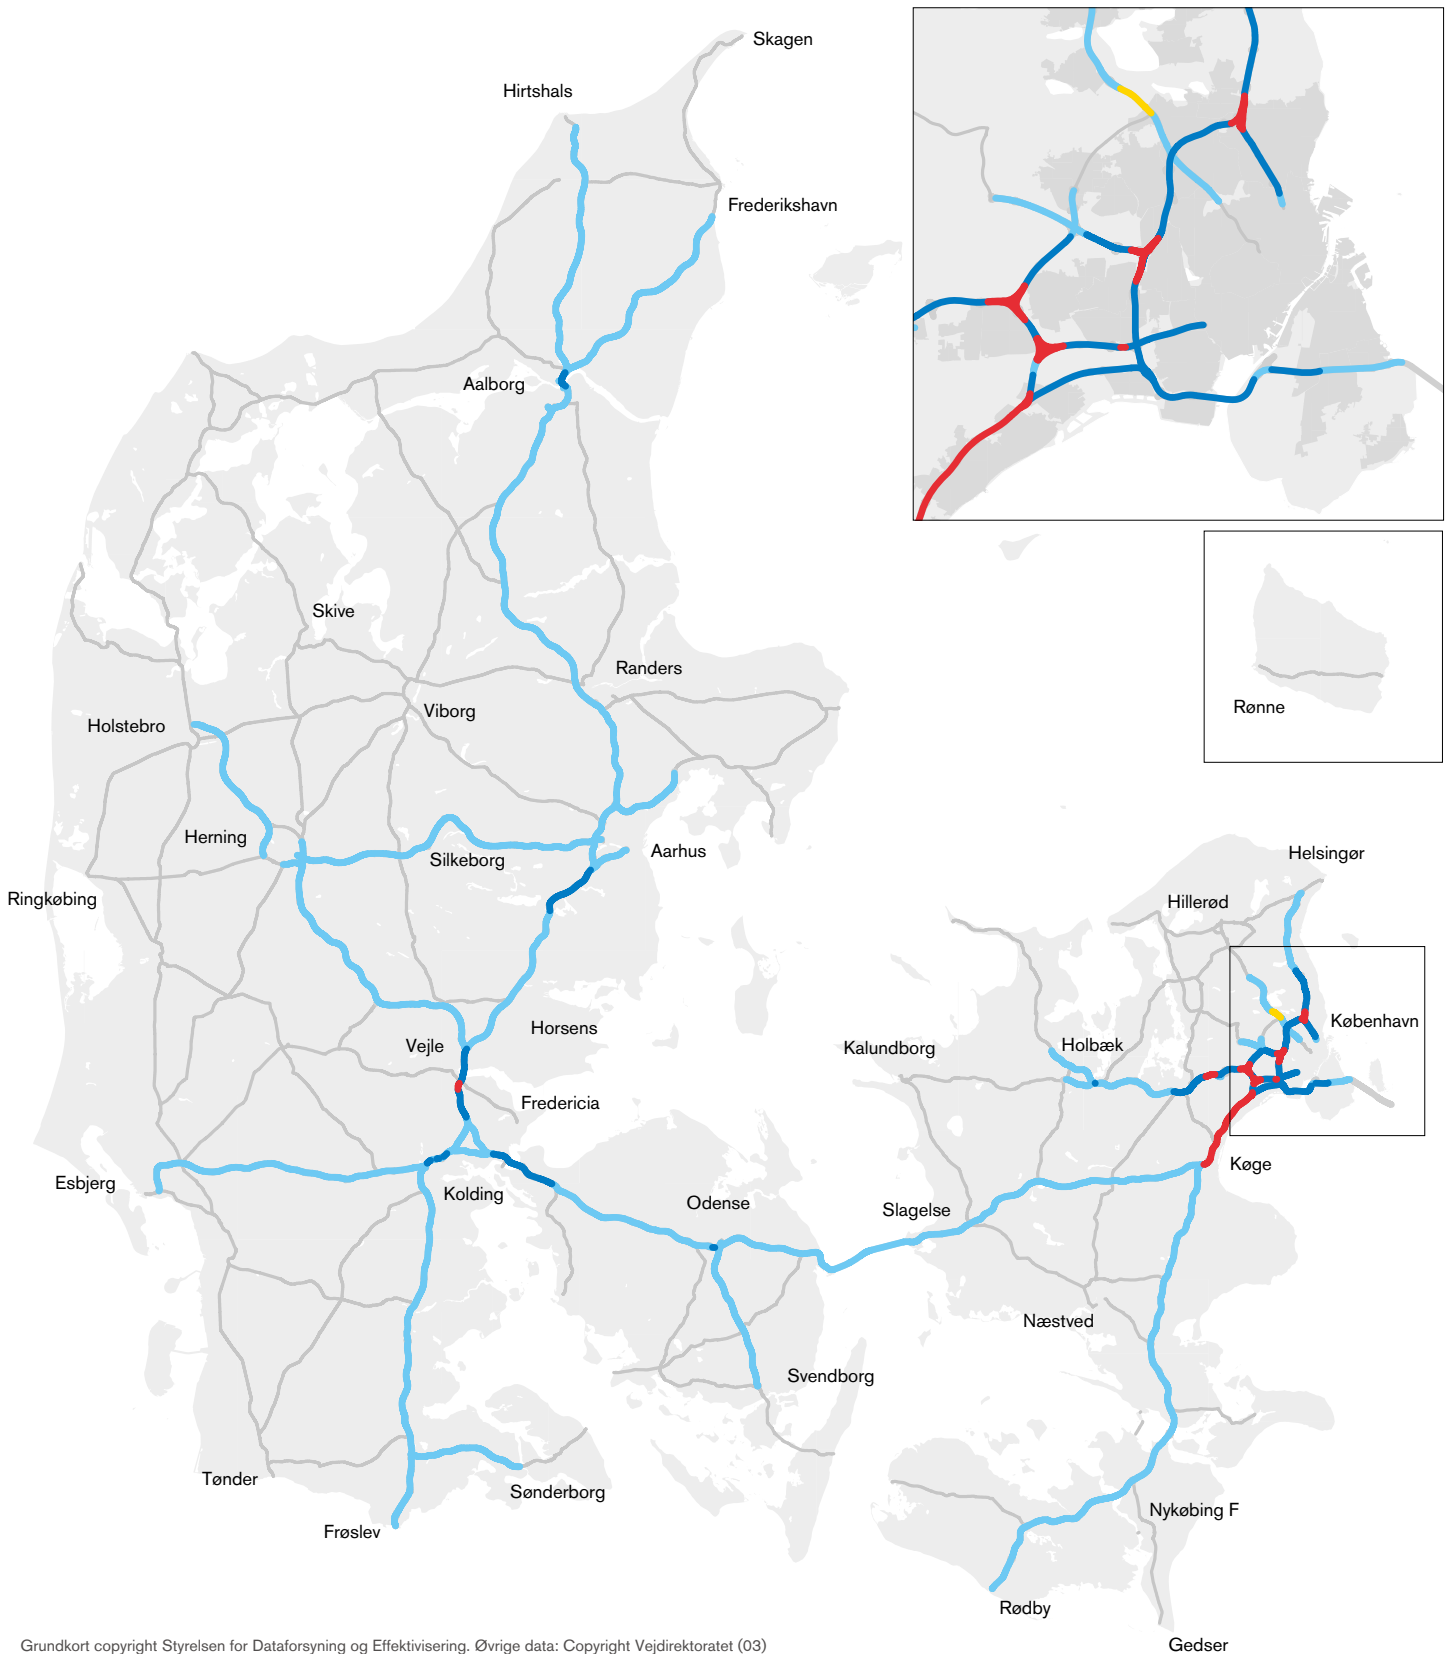 Skagen
Hirtshals
Frederikshavn
Aalborg
Skive
Randers
Rønne
Viborg
Holstebro
Herning
Aarhus
Silkeborg
Helsingør
Ringkøbing
Hillerød
København
Horsens
Vejle
Holbæk
Kalundborg
Fredericia
Køge
Esbjerg
Kolding
Odense
Slagelse
Næstved
Svendborg
Tønder
Sønderborg
Nykøbing F
Frøslev
Rødby
Gedser
Grundkort copyright Styrelsen for Dataforsyning og Effektivisering. Øvrige data: Copyright Vejdirektoratet (03)